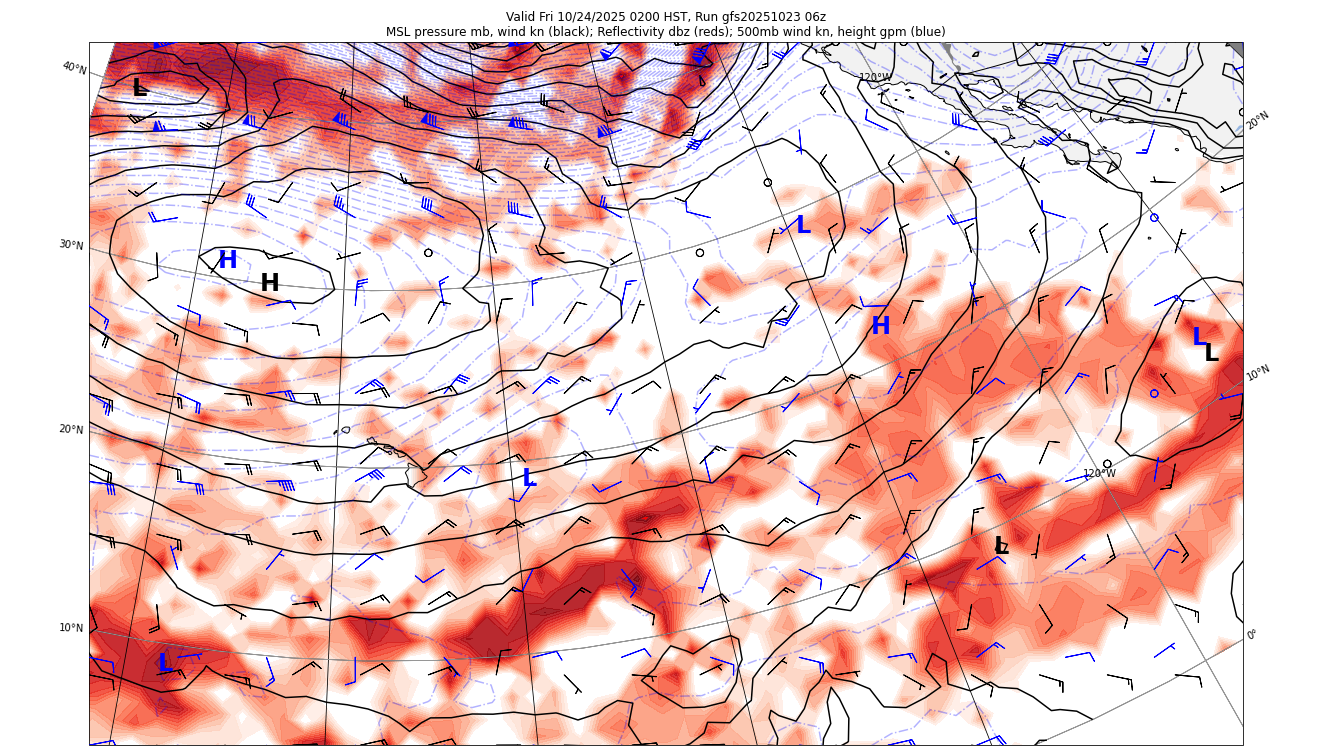 Valid Fri 10/24/2025 0200 HST, Run gfs20251023 06z
MSL pressure mb, wind kn (black); Reflectivity dbz (reds); 500mb wind kn, height gpm (blue)
40°N
L
120°W
20°N
L
30°N
H
H
H
L
L
10°N
20°N
L
120°W
L
10°N
0°
L